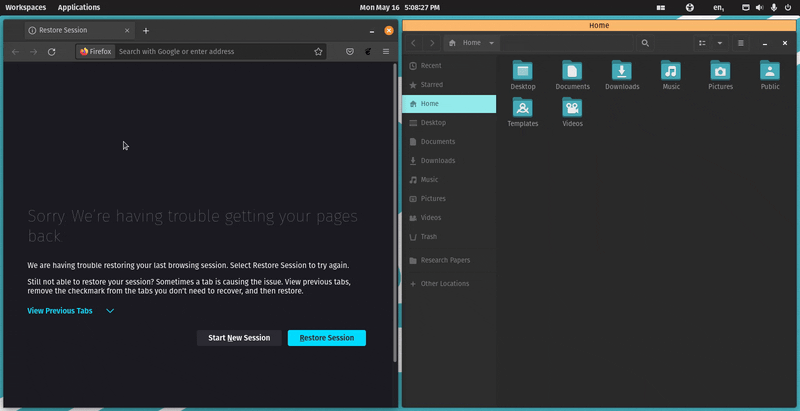 Workspaces Applications Mon May 16 5:08:27 PM en₁
Restore Session
Firefox Search with Google or enter address
Sorry. We're having trouble getting your pages
back
We are having trouble restoring your last browsing session. Select Restore Session to try again.
Still not able to restore your session? Sometimes a tab is causing the issue. View previous tabs,
remove the checkmark from the tabs you don't need to recover, and then restore.
View Previous Tabs
Start New Session Restore Session
Home
Home
Recent
Starred
Home
Desktop
Documents
Downloads
Music
Pictures
Videos
Trash
Research Papers
Other Locations
Desktop Documents Downloads Music Pictures Public
Templates Videos